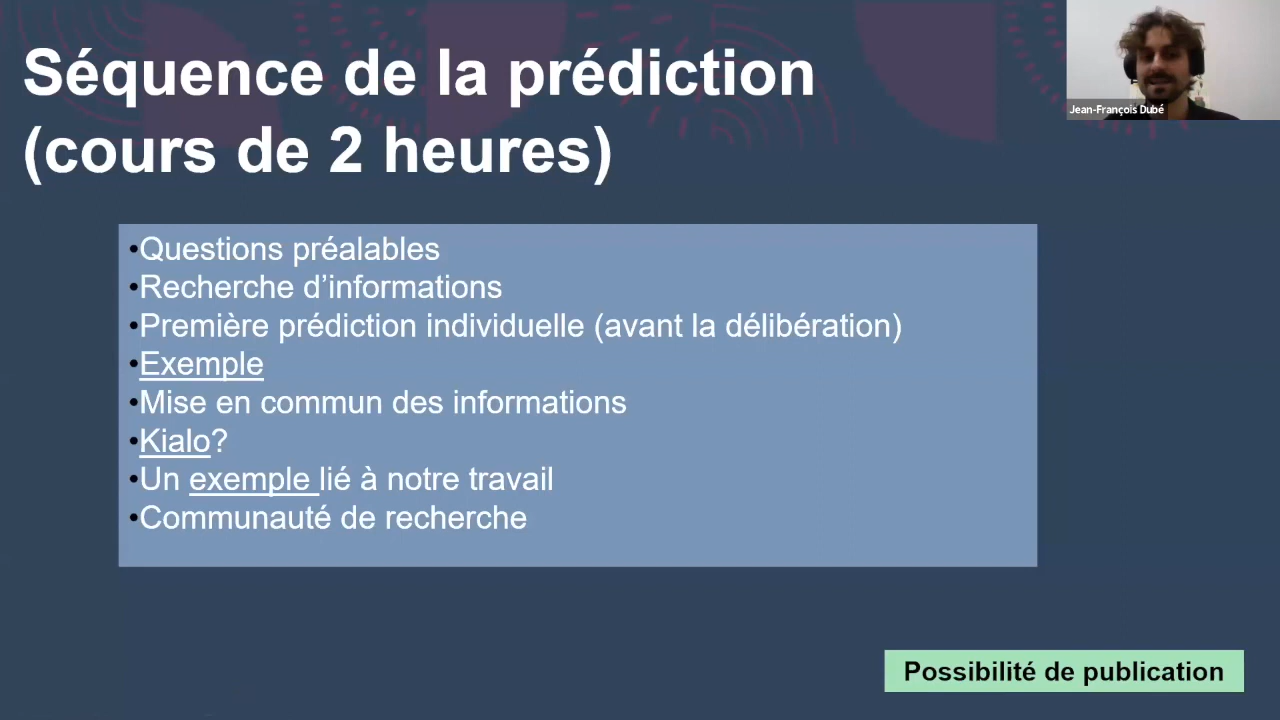 Séquence de la prédiction
(cours de 2 heures)
Jean-François Dubé
•Questions préalables
•Recherche d’informations
•Première prédiction individuelle (avant la délibération)
•Exemple
•Mise en commun des informations
•Kialo?
•Un exemple lié à notre travail
•Communauté de recherche
Possibilité de publication